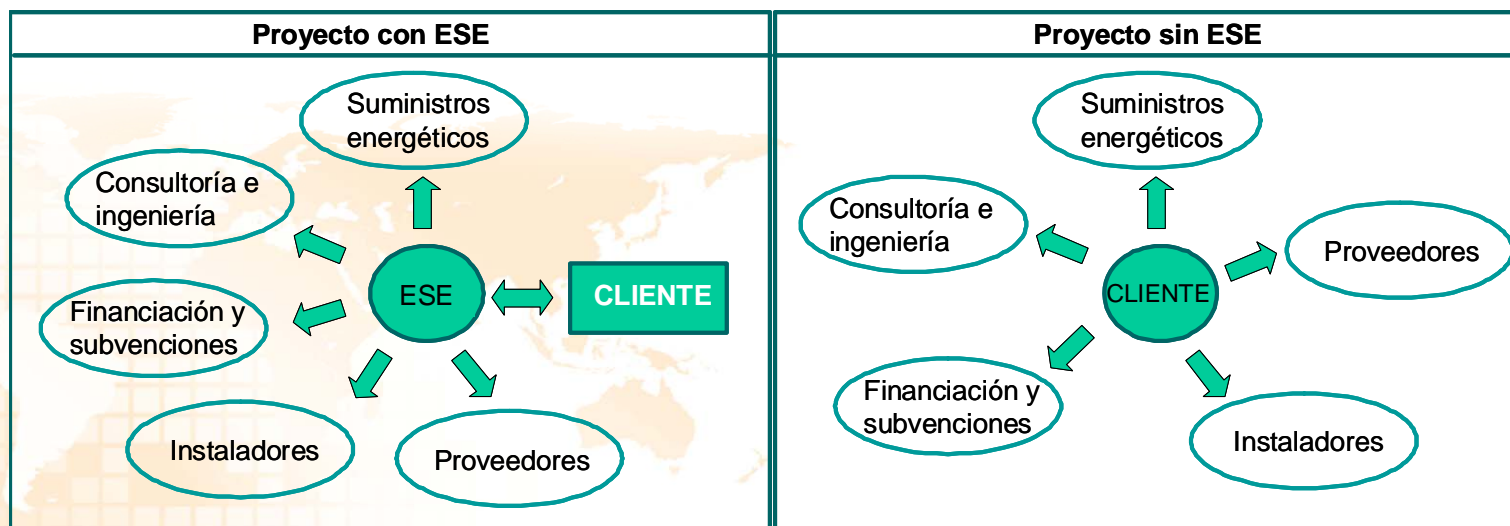 Proyecto con ESE
Suministros
energéticos
Consultoría e
ingeniería
ESE
CLIENTE
Financiación y
subvenciones
Instaladores
Proveedores
Proyecto sin ESE
Suministros
energéticos
Consultoría e
ingeniería
Proveedores
CLIENTE
Financiación y
subvenciones
Instaladores